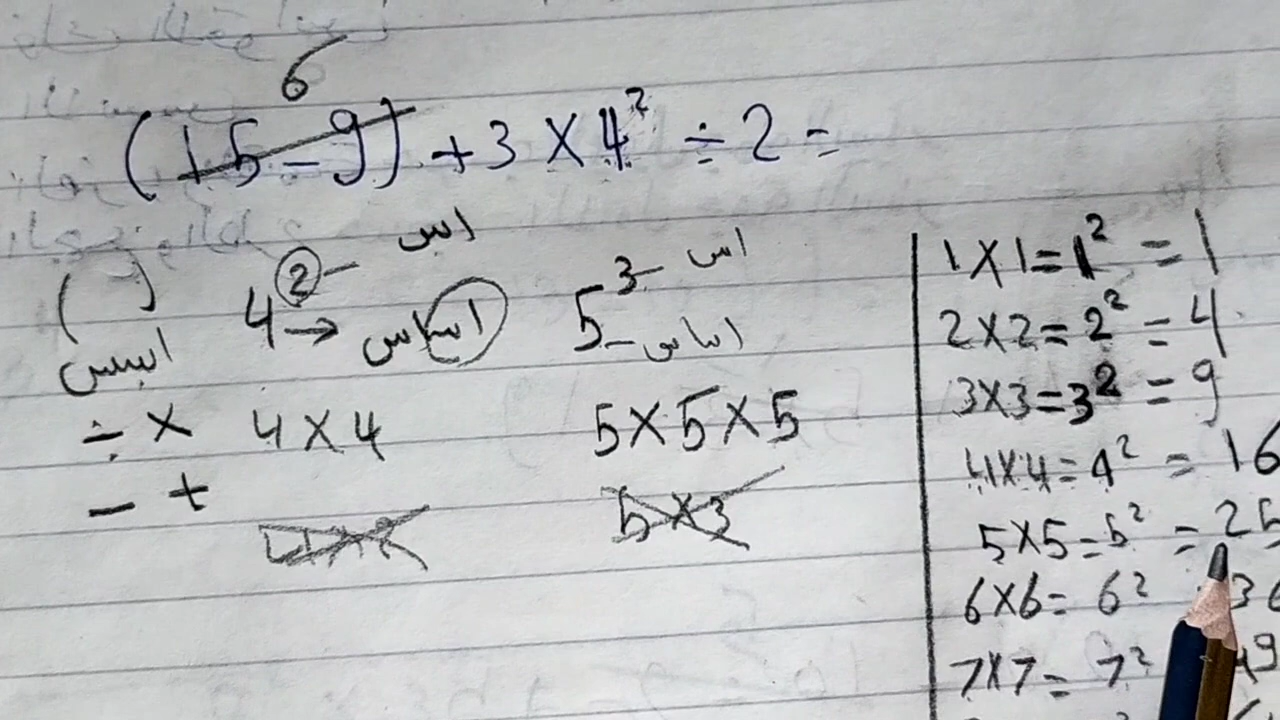 6
(15 - 9) + 3 × 4² ÷ 2 =
( )
اسس
÷ ×
- +
4² - اس
4 → اساس
4 × 4
5³ - اس
5 - اساس
5 × 5 × 5
5 × 3
1 × 1 = 1² = 1
2 × 2 = 2² = 4
3 × 3 = 3² = 9
4 × 4 = 4² = 16
5 × 5 = 5² = 25
6 × 6 = 6² 36
7 × 7 = 7² 49